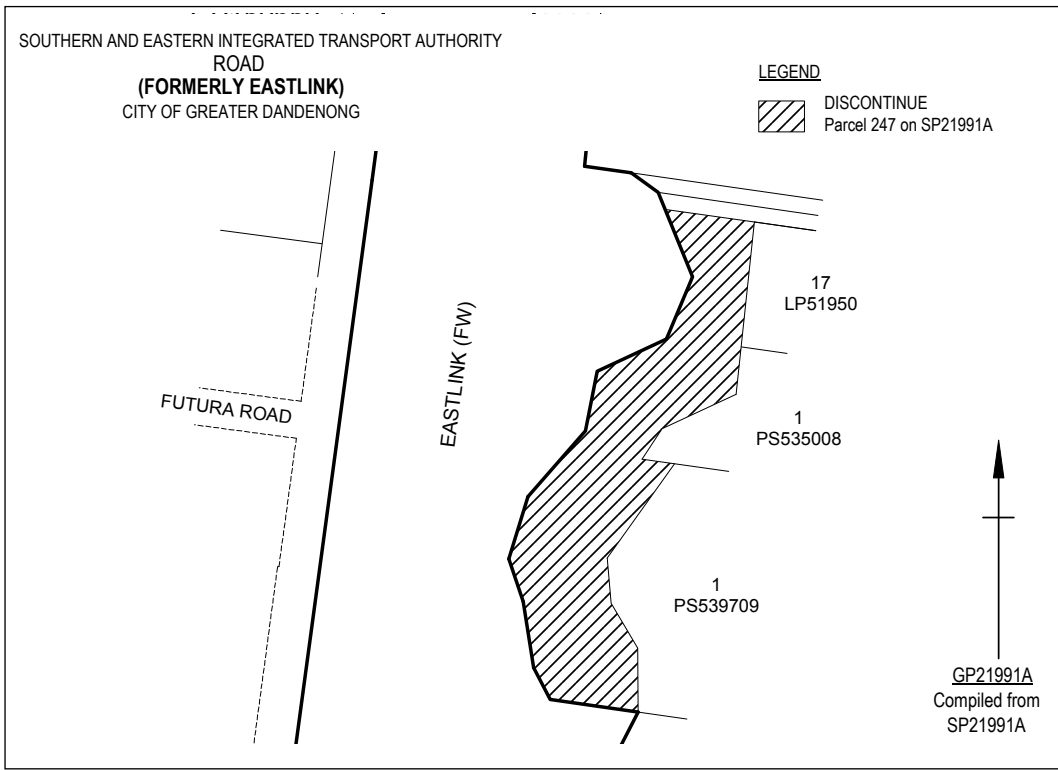 SOUTHERN AND EASTERN INTEGRATED TRANSPORT AUTHORITY
ROAD
(FORMERLY EASTLINK)
CITY OF GREATER DANDENONG
LEGEND
DISCONTINUE
Parcel 247 on SP21991A
17
LP51950
EASTLINK (FW)
FUTURA ROAD
1
PS535008
1
PS539709
GP21991A
Compiled from
SP21991A